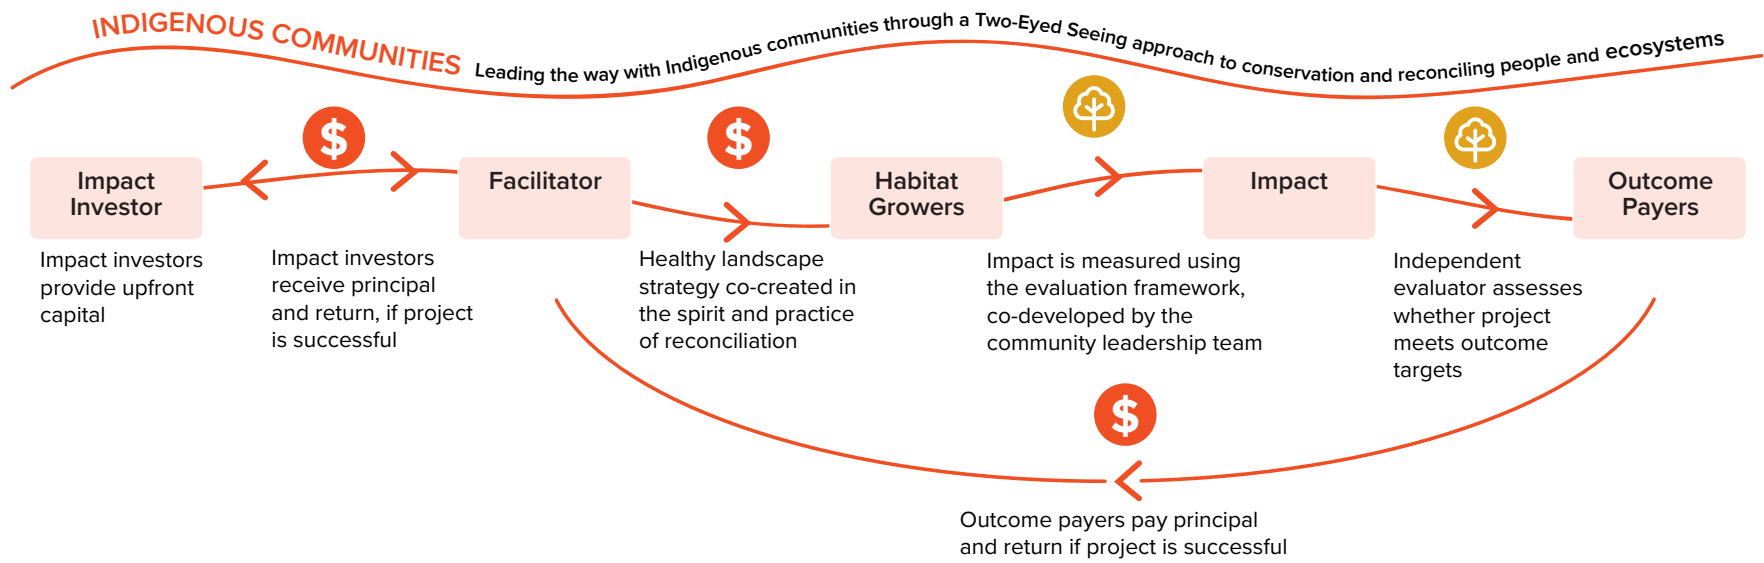 INDIGENOUS COMMUNITIES Leading the way with Indigenous communities through a Two-Eyed Seeing approach to conservation and reconciling people and ecosystems
$
$
Impact
Investor
Facilitator
Habitat
Growers
Impact
Outcome
Payers
Impact investors
provide upfront
capital
Impact investors
receive principal
and return, if project
is successful
Healthy landscape
strategy co-created in
the spirit and practice
of reconciliation
Impact is measured using
the evaluation framework,
co-developed by the
community leadership team
Independent
evaluator assesses
whether project
meets outcome
targets
$
Outcome payers pay principal
and return if project is successful